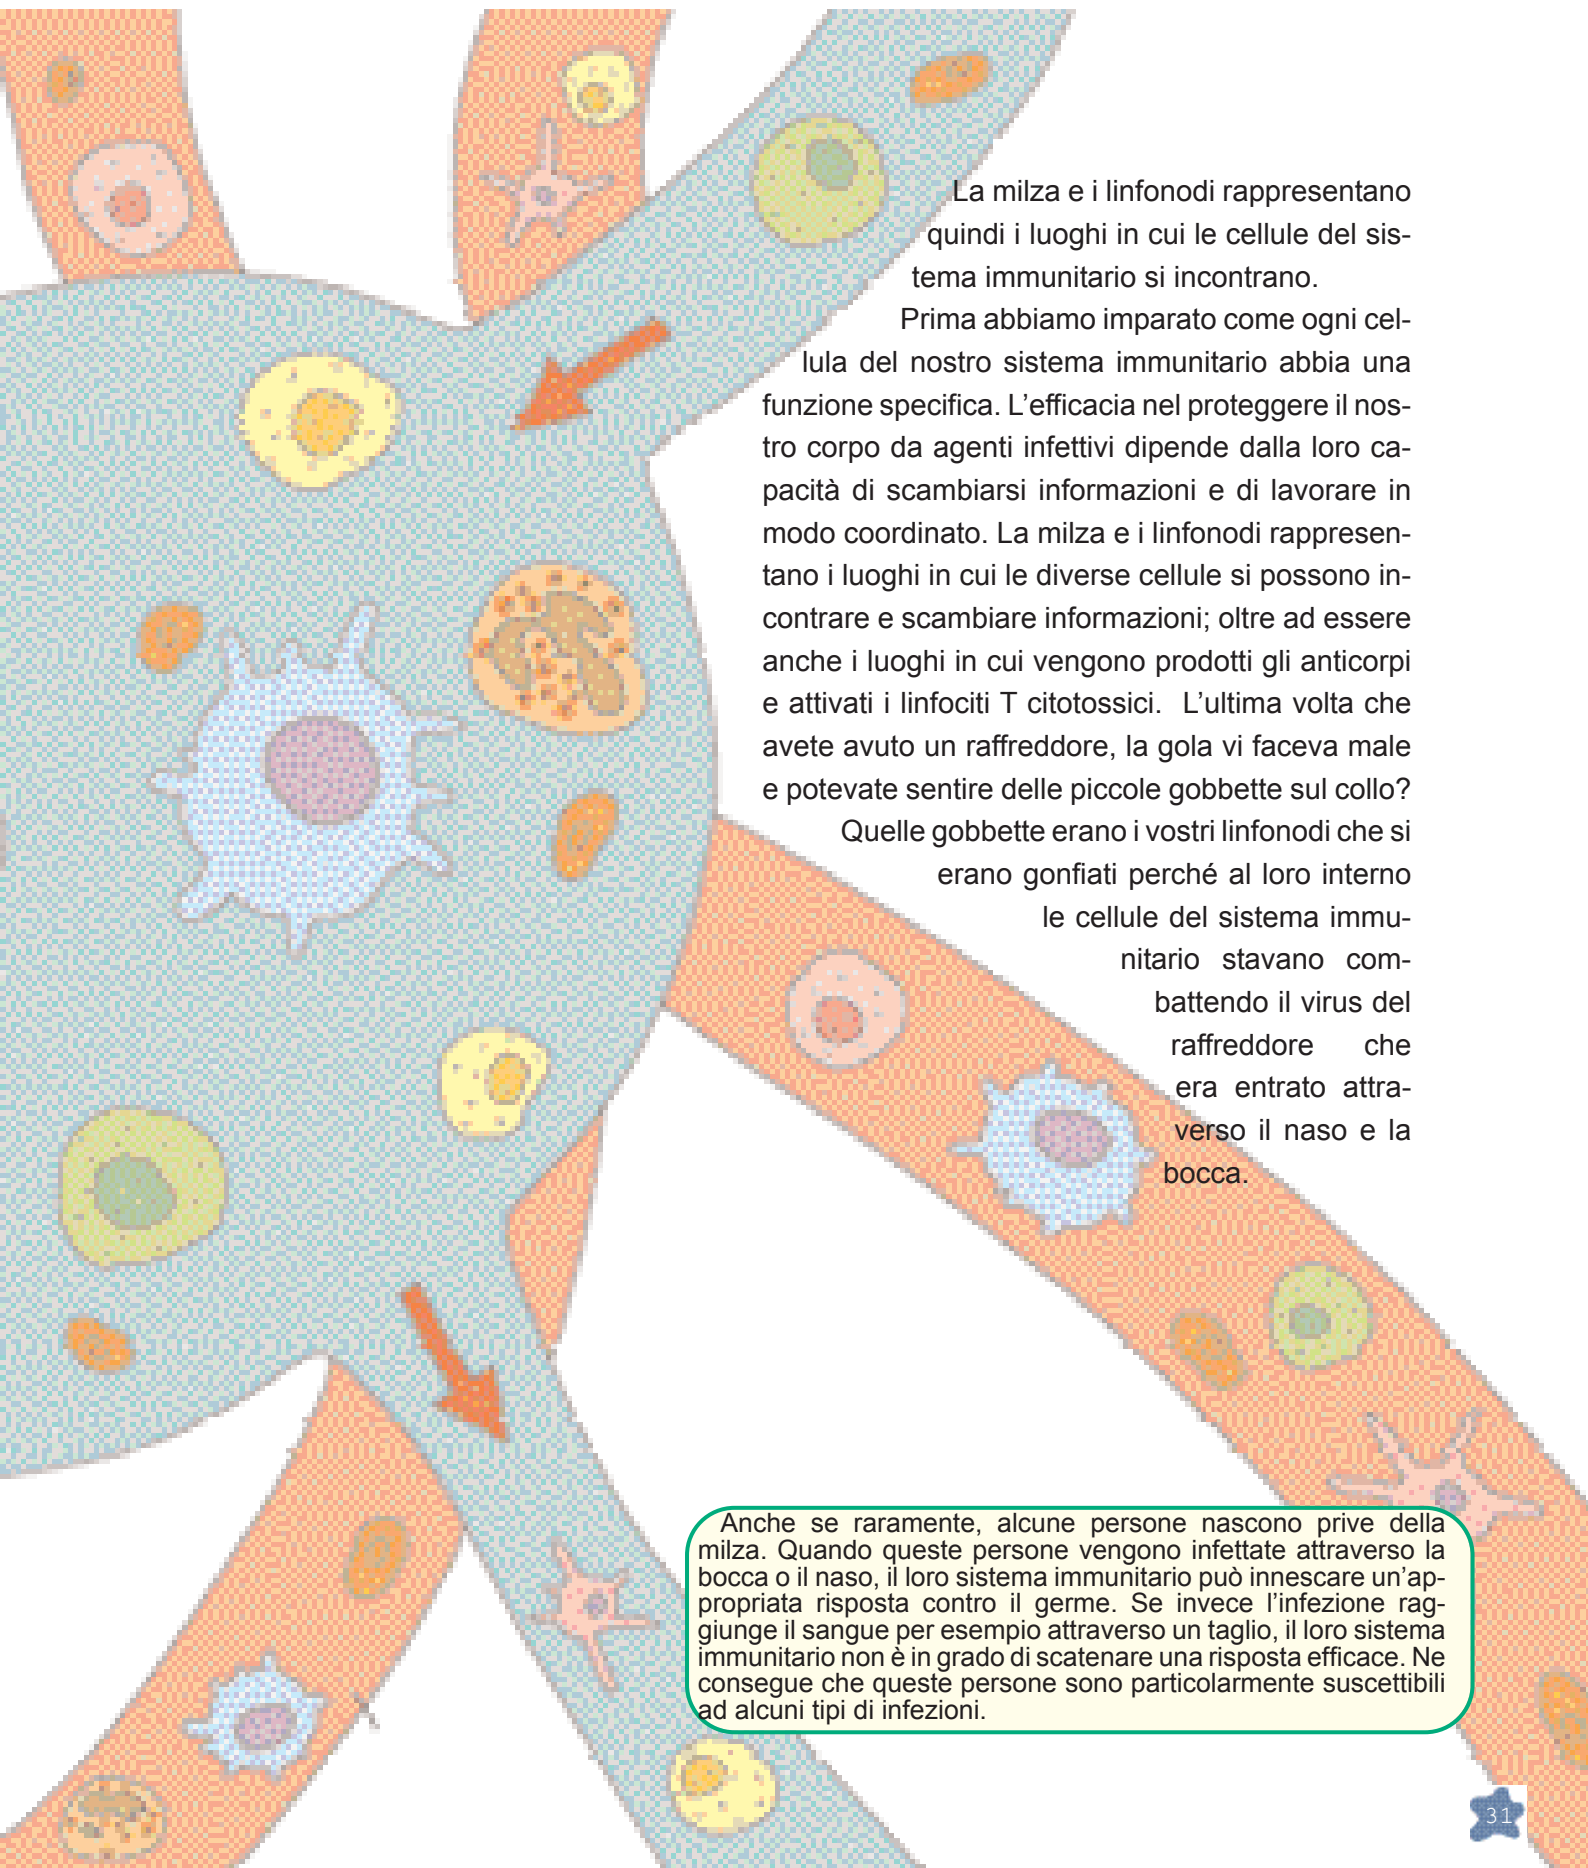 La milza e i linfonodi rappresentano
quindi i luoghi in cui le cellule del sis-
tema immunitario si incontrano.
Prima abbiamo imparato come ogni cel-
lula del nostro sistema immunitario abbia una
funzione specifica. L’efficacia nel proteggere il nos-
tro corpo da agenti infettivi dipende dalla loro ca-
pacità di scambiarsi informazioni e di lavorare in
modo coordinato. La milza e i linfonodi rappresen-
tano i luoghi in cui le diverse cellule si possono in-
contrare e scambiare informazioni; oltre ad essere
anche i luoghi in cui vengono prodotti gli anticorpi
e attivati i linfociti T citotossici. L’ultima volta che
avete avuto un raffreddore, la gola vi faceva male
e potevate sentire delle piccole gobbette sul collo?
Quelle gobbette erano i vostri linfonodi che si
erano gonfiati perché al loro interno
le cellule del sistema immu-
nitario stavano com-
battendo il virus del
raffreddore che
era entrato attra-
verso il naso e la
bocca.
Anche se raramente, alcune persone nascono prive della
milza. Quando queste persone vengono infettate attraverso la
bocca o il naso, il loro sistema immunitario può innescare un’ap-
propriata risposta contro il germe. Se invece l’infezione rag-
giunge il sangue per esempio attraverso un taglio, il loro sistema
immunitario non è in grado di scatenare una risposta efficace. Ne
consegue che queste persone sono particolarmente suscettibili
ad alcuni tipi di infezioni.
31